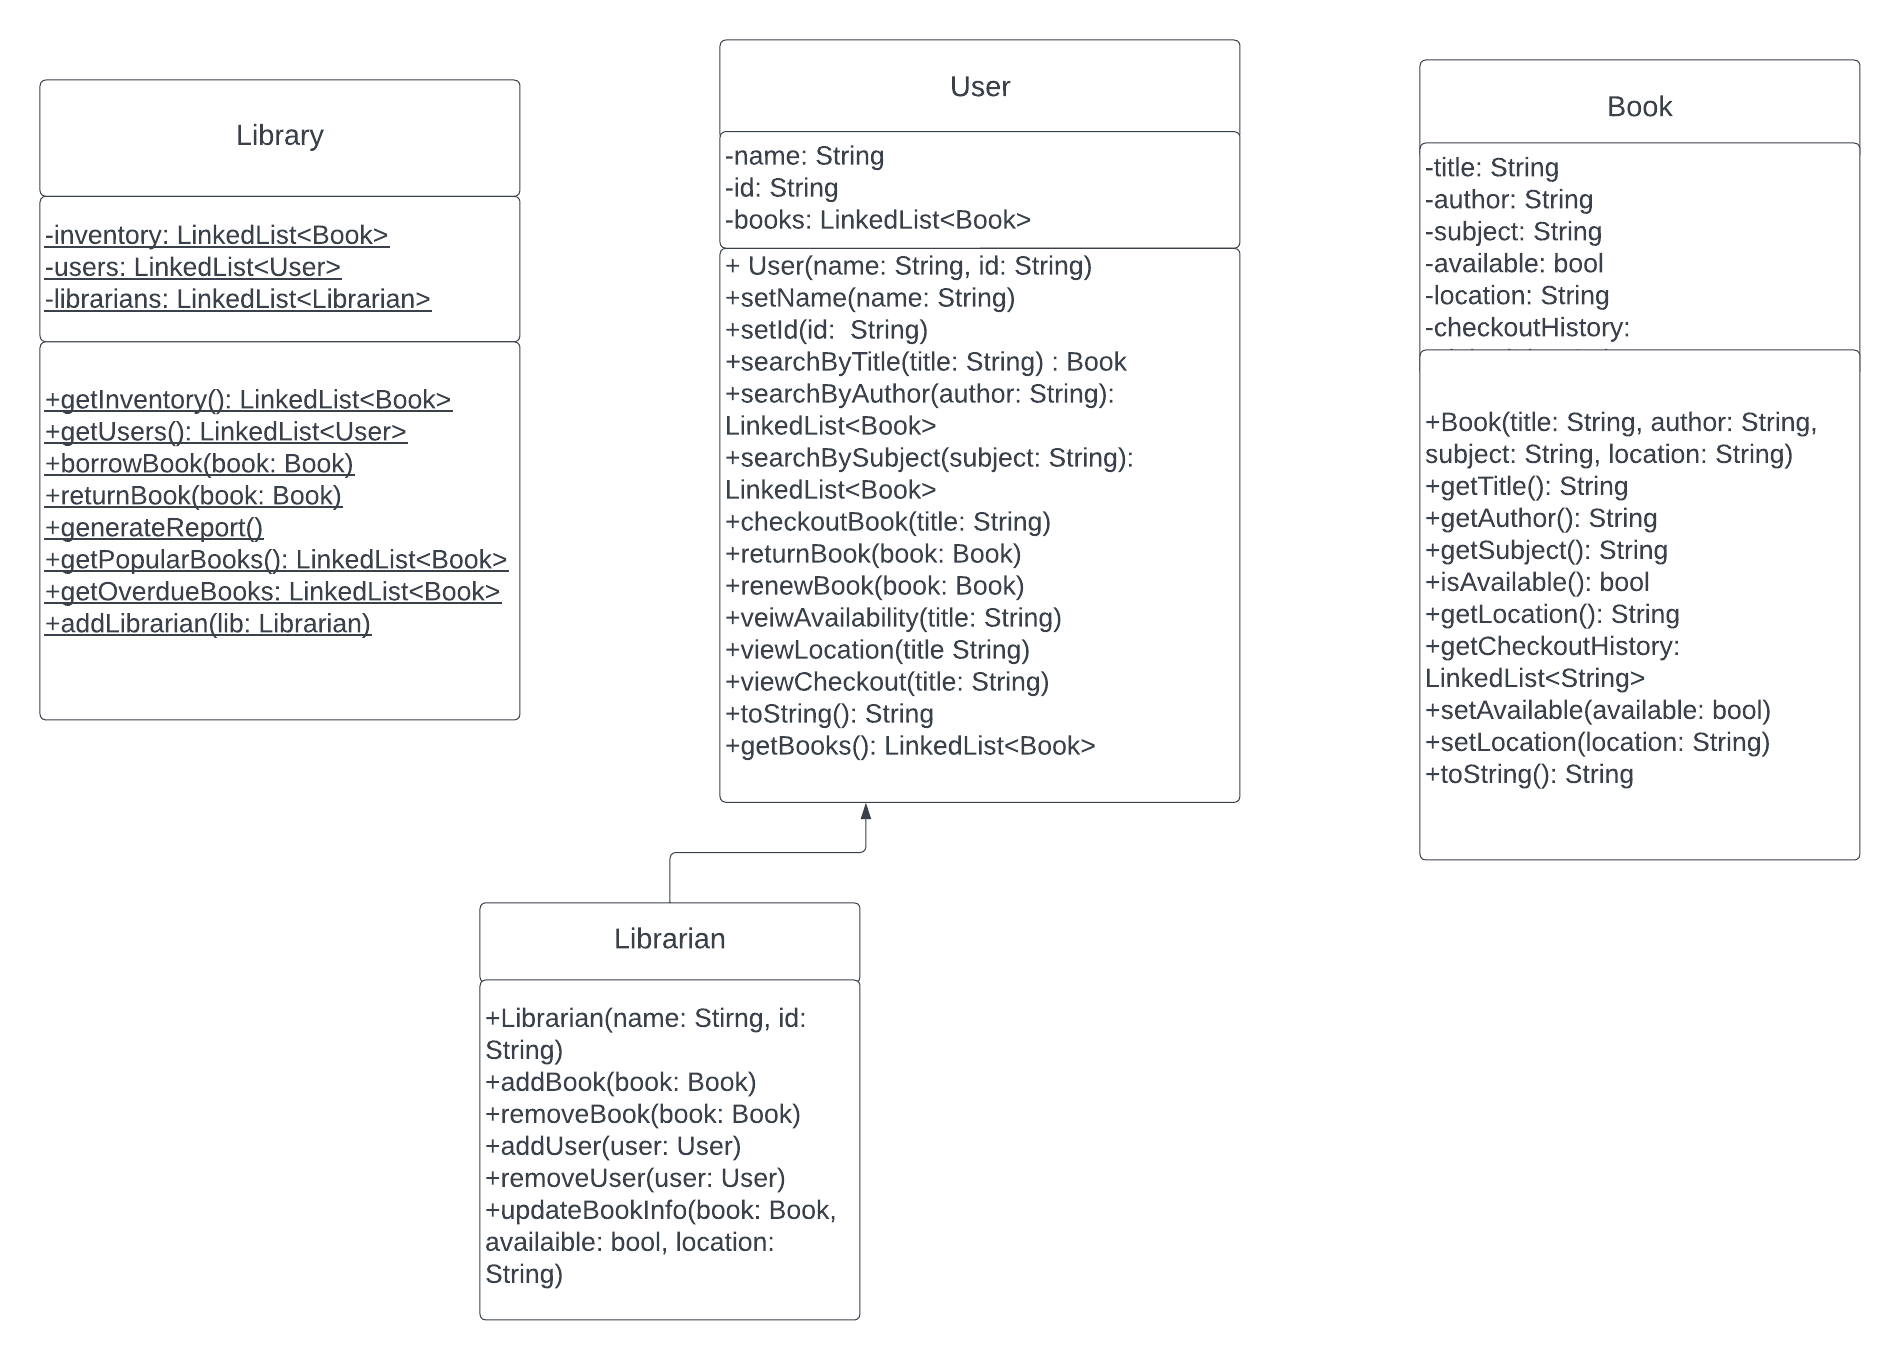 Library
-inventory: LinkedList<Book>
-users: LinkedList<User>
-librarians: LinkedList<Librarian>
+getInventory(): LinkedList<Book>
+getUsers(): LinkedList<User>
+borrowBook(book: Book)
+returnBook(book: Book)
+generateReport()
+getPopularBooks(): LinkedList<Book>
+getOverdueBooks: LinkedList<Book>
+addLibrarian(lib: Librarian)
User
-name: String
-id: String
-books: LinkedList<Book>
+ User(name: String, id: String)
+setName(name: String)
+setId(id:  String)
+searchByTitle(title: String) : Book
+searchByAuthor(author: String):
LinkedList<Book>
+searchBySubject(subject: String):
LinkedList<Book>
+checkoutBook(title: String)
+returnBook(book: Book)
+renewBook(book: Book)
+veiwAvailability(title: String)
+viewLocation(title String)
+viewCheckout(title: String)
+toString(): String
+getBooks(): LinkedList<Book>
Book
-title: String
-author: String
-subject: String
-available: bool
-location: String
-checkoutHistory:
+Book(title: String, author: String,
subject: String, location: String)
+getTitle(): String
+getAuthor(): String
+getSubject(): String
+isAvailable(): bool
+getLocation(): String
+getCheckoutHistory:
LinkedList<String>
+setAvailable(available: bool)
+setLocation(location: String)
+toString(): String
Librarian
+Librarian(name: Stirng, id:
String)
+addBook(book: Book)
+removeBook(book: Book)
+addUser(user: User)
+removeUser(user: User)
+updateBookInfo(book: Book,
availaible: bool, location:
String)